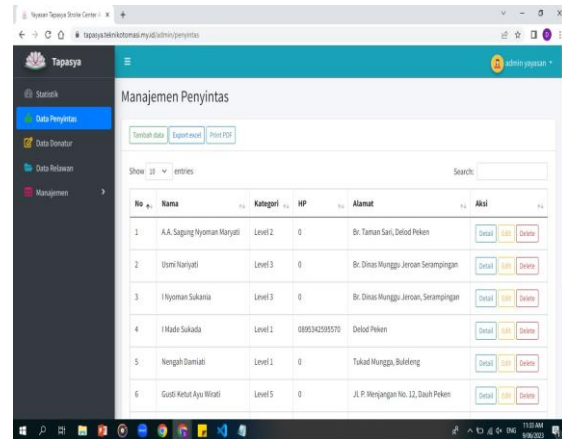 Yayasan Tapasya Stroke Center
tapasya.teknikotomasi.my.id/admin/penyintas
Tapasya
admin yayasan
Statistik
Data Penyintas
Data Donatur
Data Relawan
Manajemen
Manajemen Penyintas
Tambah data Export excel Print PDF
Show 10 entries Search:
No Nama Kategori HP Alamat Aksi
1 A.A. Sagung Nyoman Maryati Level 2 0 Br. Taman Sari, Delod Peken Detail Edit Delete
2 Usmi Nariyati Level 3 0 Br. Dinas Munggu Jeroan Serampingan Detail Edit Delete
3 I Nyoman Sukania Level 3 0 Br. Dinas Munggu Jeroan, Serampingan Detail Edit Delete
4 I Made Sukada Level 1 0895342595570 Delod Peken Detail Edit Delete
5 Nengah Damiati Level 1 0 Tukad Mungga, Buleleng Detail Edit Delete
6 Gusti Ketut Ayu Wirati Level 5 0 Jl. P. Menjangan No. 12, Dauh Peken Detail Edit Delete
ENG 11:33 AM
9/06/2023